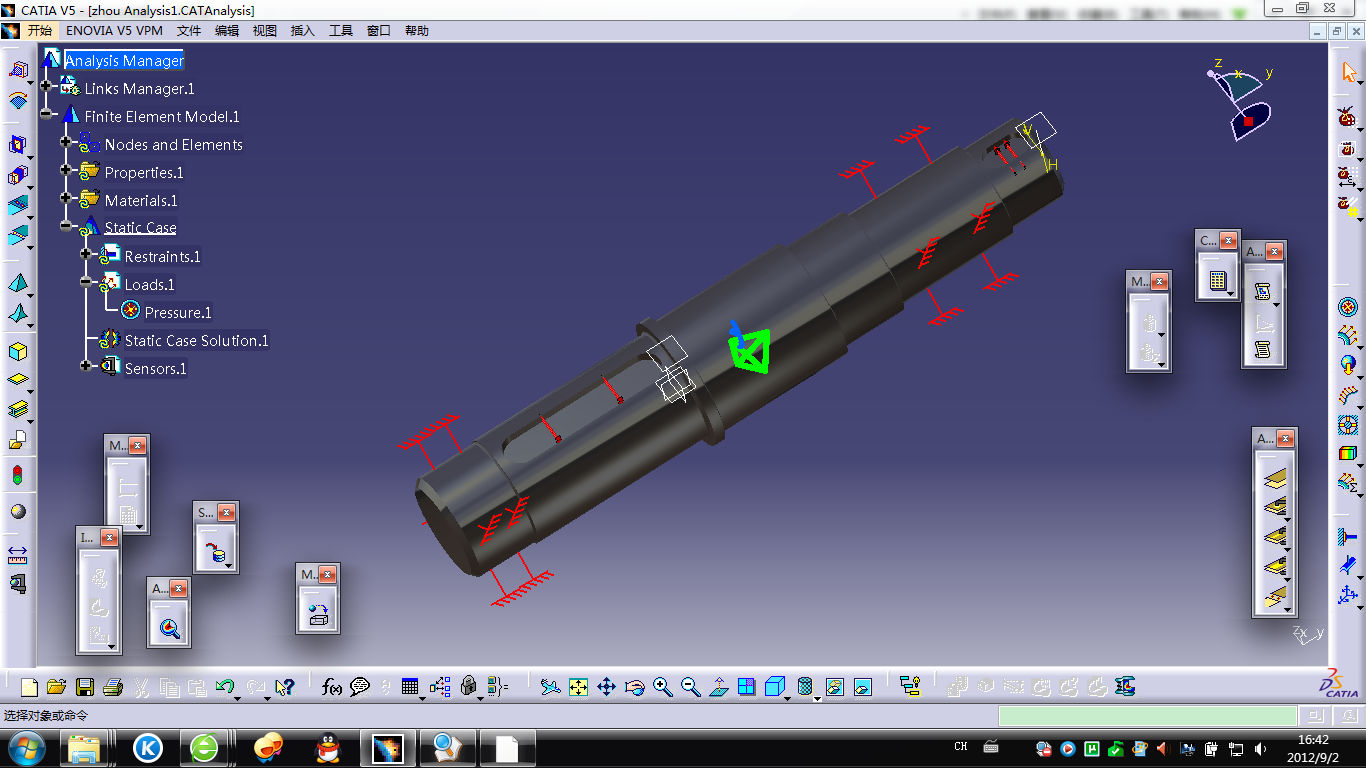 CATIA V5 - [zhou Analysis1.CATAnalysis]
开始 ENOVIA V5 VPM 文件 编辑 视图 插入 工具 窗口 帮助
Analysis Manager
Links Manager.1
Finite Element Model.1
Nodes and Elements
Properties.1
Materials.1
Static Case
Restraints.1
Loads.1
Pressure.1
Static Case Solution.1
Sensors.1
z
x
y
V
H
C...
A...
M...
A...
M...
S...
I...
A...
M...
z x y
f(x)
DS CATIA
选择对象或命令
CH
16:42
2012/9/2